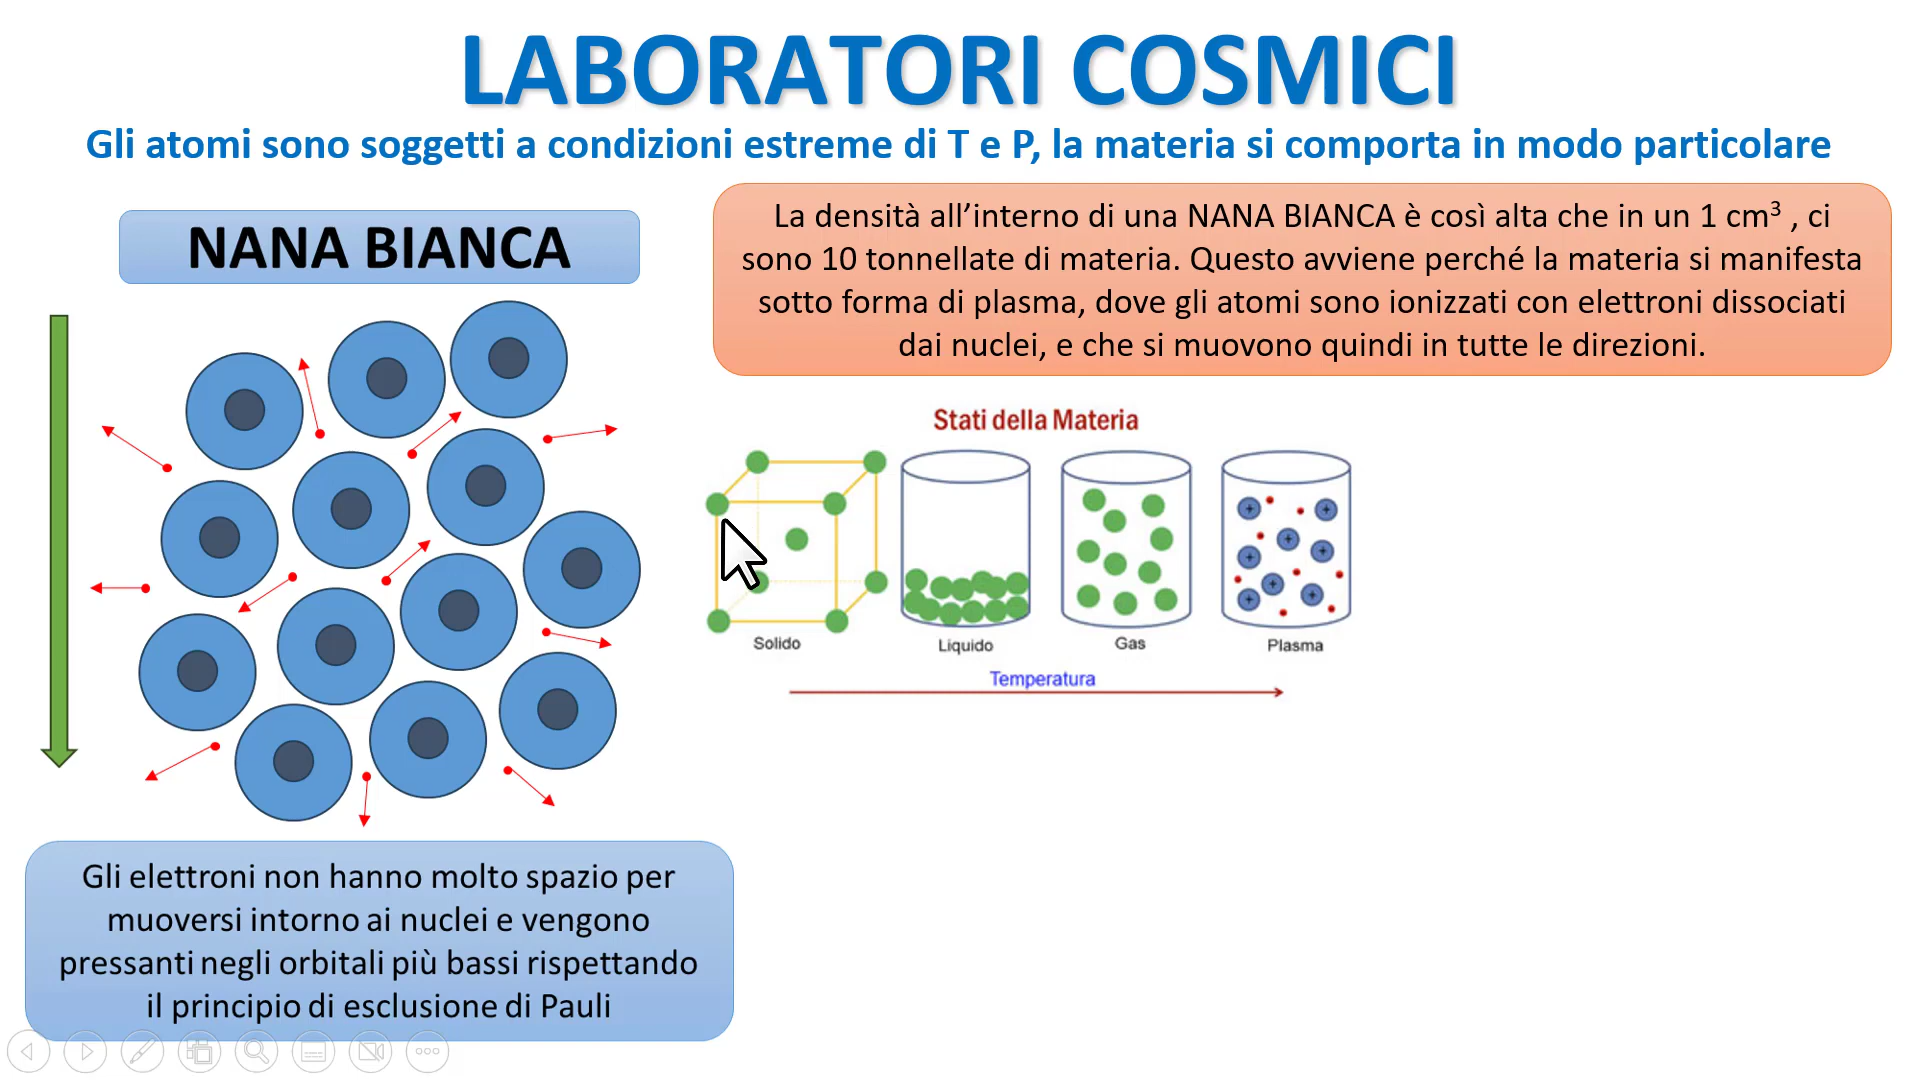 LABORATORI COSMICI
Gli atomi sono soggetti a condizioni estreme di T e P, la materia si comporta in modo particolare
NANA BIANCA
La densità all’interno di una NANA BIANCA è così alta che in un 1 cm³ , ci
sono 10 tonnellate di materia. Questo avviene perché la materia si manifesta
sotto forma di plasma, dove gli atomi sono ionizzati con elettroni dissociati
dai nuclei, e che si muovono quindi in tutte le direzioni.
Stati della Materia
Solido
Liquido
Gas
Plasma
Temperatura
Gli elettroni non hanno molto spazio per
muoversi intorno ai nuclei e vengono
pressanti negli orbitali più bassi rispettando
il principio di esclusione di Pauli